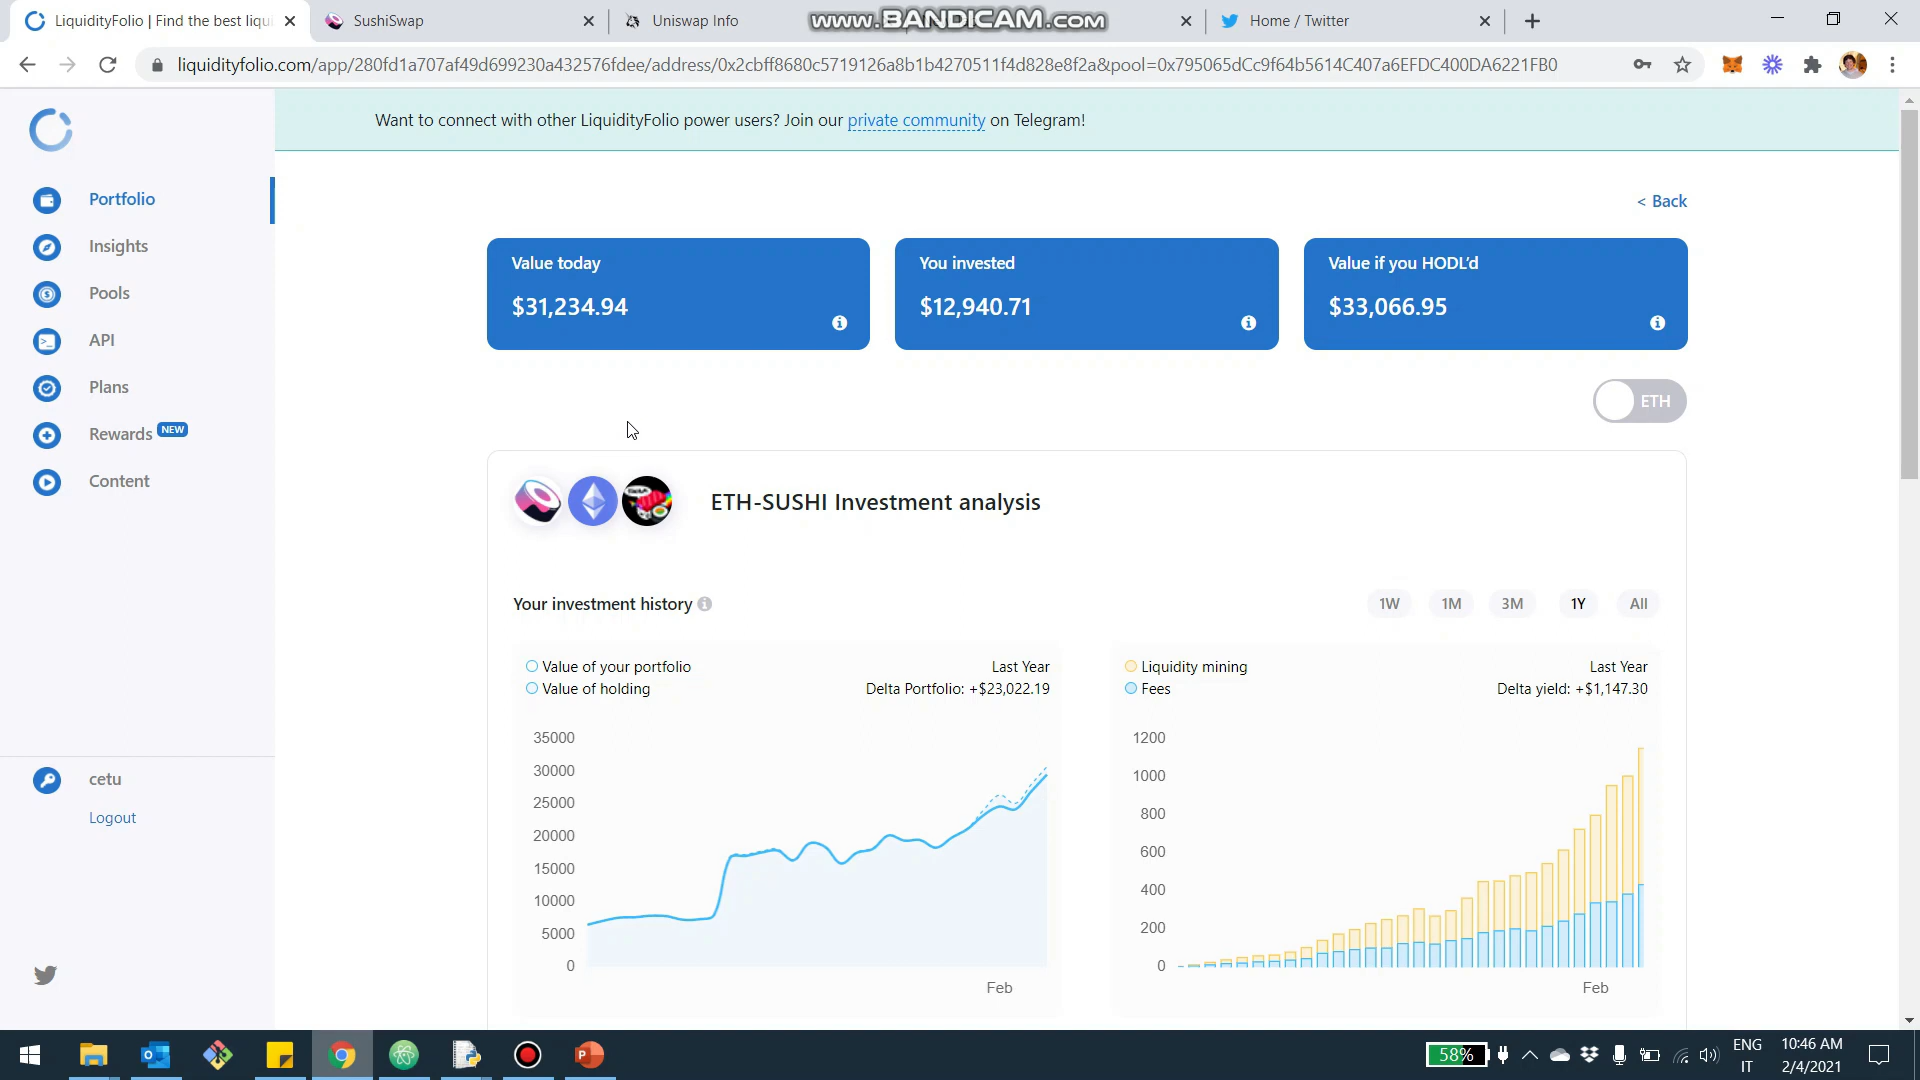 LiquidityFolio | Find the best liqui
SushiSwap
Uniswap Info
www.BANDICAM.com
Home / Twitter
liquidityfolio.com/app/280fd1a707af49d699230a432576fdee/address/0x2cbff8680c5719126a8b1b4270511f4d828e8f2a&pool=0x795065dCc9f64b5614C407a6EFDC400DA6221FB0
Want to connect with other LiquidityFolio power users? Join our private community on Telegram!
Portfolio
Insights
Pools
API
Plans
Rewards NEW
Content
cetu
Logout
< Back
Value today
$31,234.94
You invested
$12,940.71
Value if you HODL'd
$33,066.95
ETH
ETH-SUSHI Investment analysis
Your investment history
1W 1M 3M 1Y All
Value of your portfolio
Last Year
Value of holding
Delta Portfolio: +$23,022.19
35000
30000
25000
20000
15000
10000
5000
0
Feb
Liquidity mining
Last Year
Fees
Delta yield: +$1,147.30
1200
1000
800
600
400
200
0
Feb
58%
ENG
IT
10:46 AM
2/4/2021